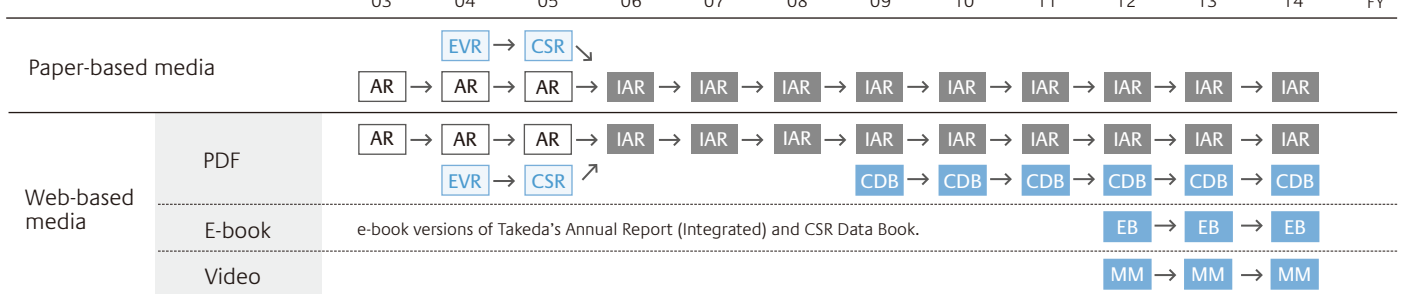 03 04 05 06 07 08 09 10 11 12 13 14 FY
EVR → CSR ↘
Paper-based media
AR → AR → AR → IAR → IAR → IAR → IAR → IAR → IAR → IAR → IAR → IAR
Web-based media
PDF
AR → AR → AR → IAR → IAR → IAR → IAR → IAR → IAR → IAR → IAR → IAR
EVR → CSR ↗ CDB → CDB → CDB → CDB → CDB → CDB
E-book e-book versions of Takeda's Annual Report (Integrated) and CSR Data Book. EB → EB → EB
Video MM → MM → MM